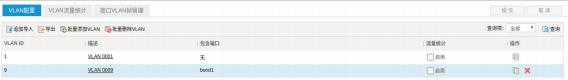 VLAN配置 VLAN流量统计 接口VLAN帧管理 提交 取消
追加导入 导出 批量添加VLAN 批量删除VLAN 查询项: 全部 查询
VLAN ID 描述 包含端口 流量统计 操作
1 VLAN 0001 无 启用
9 VLAN 0009 bond1 启用